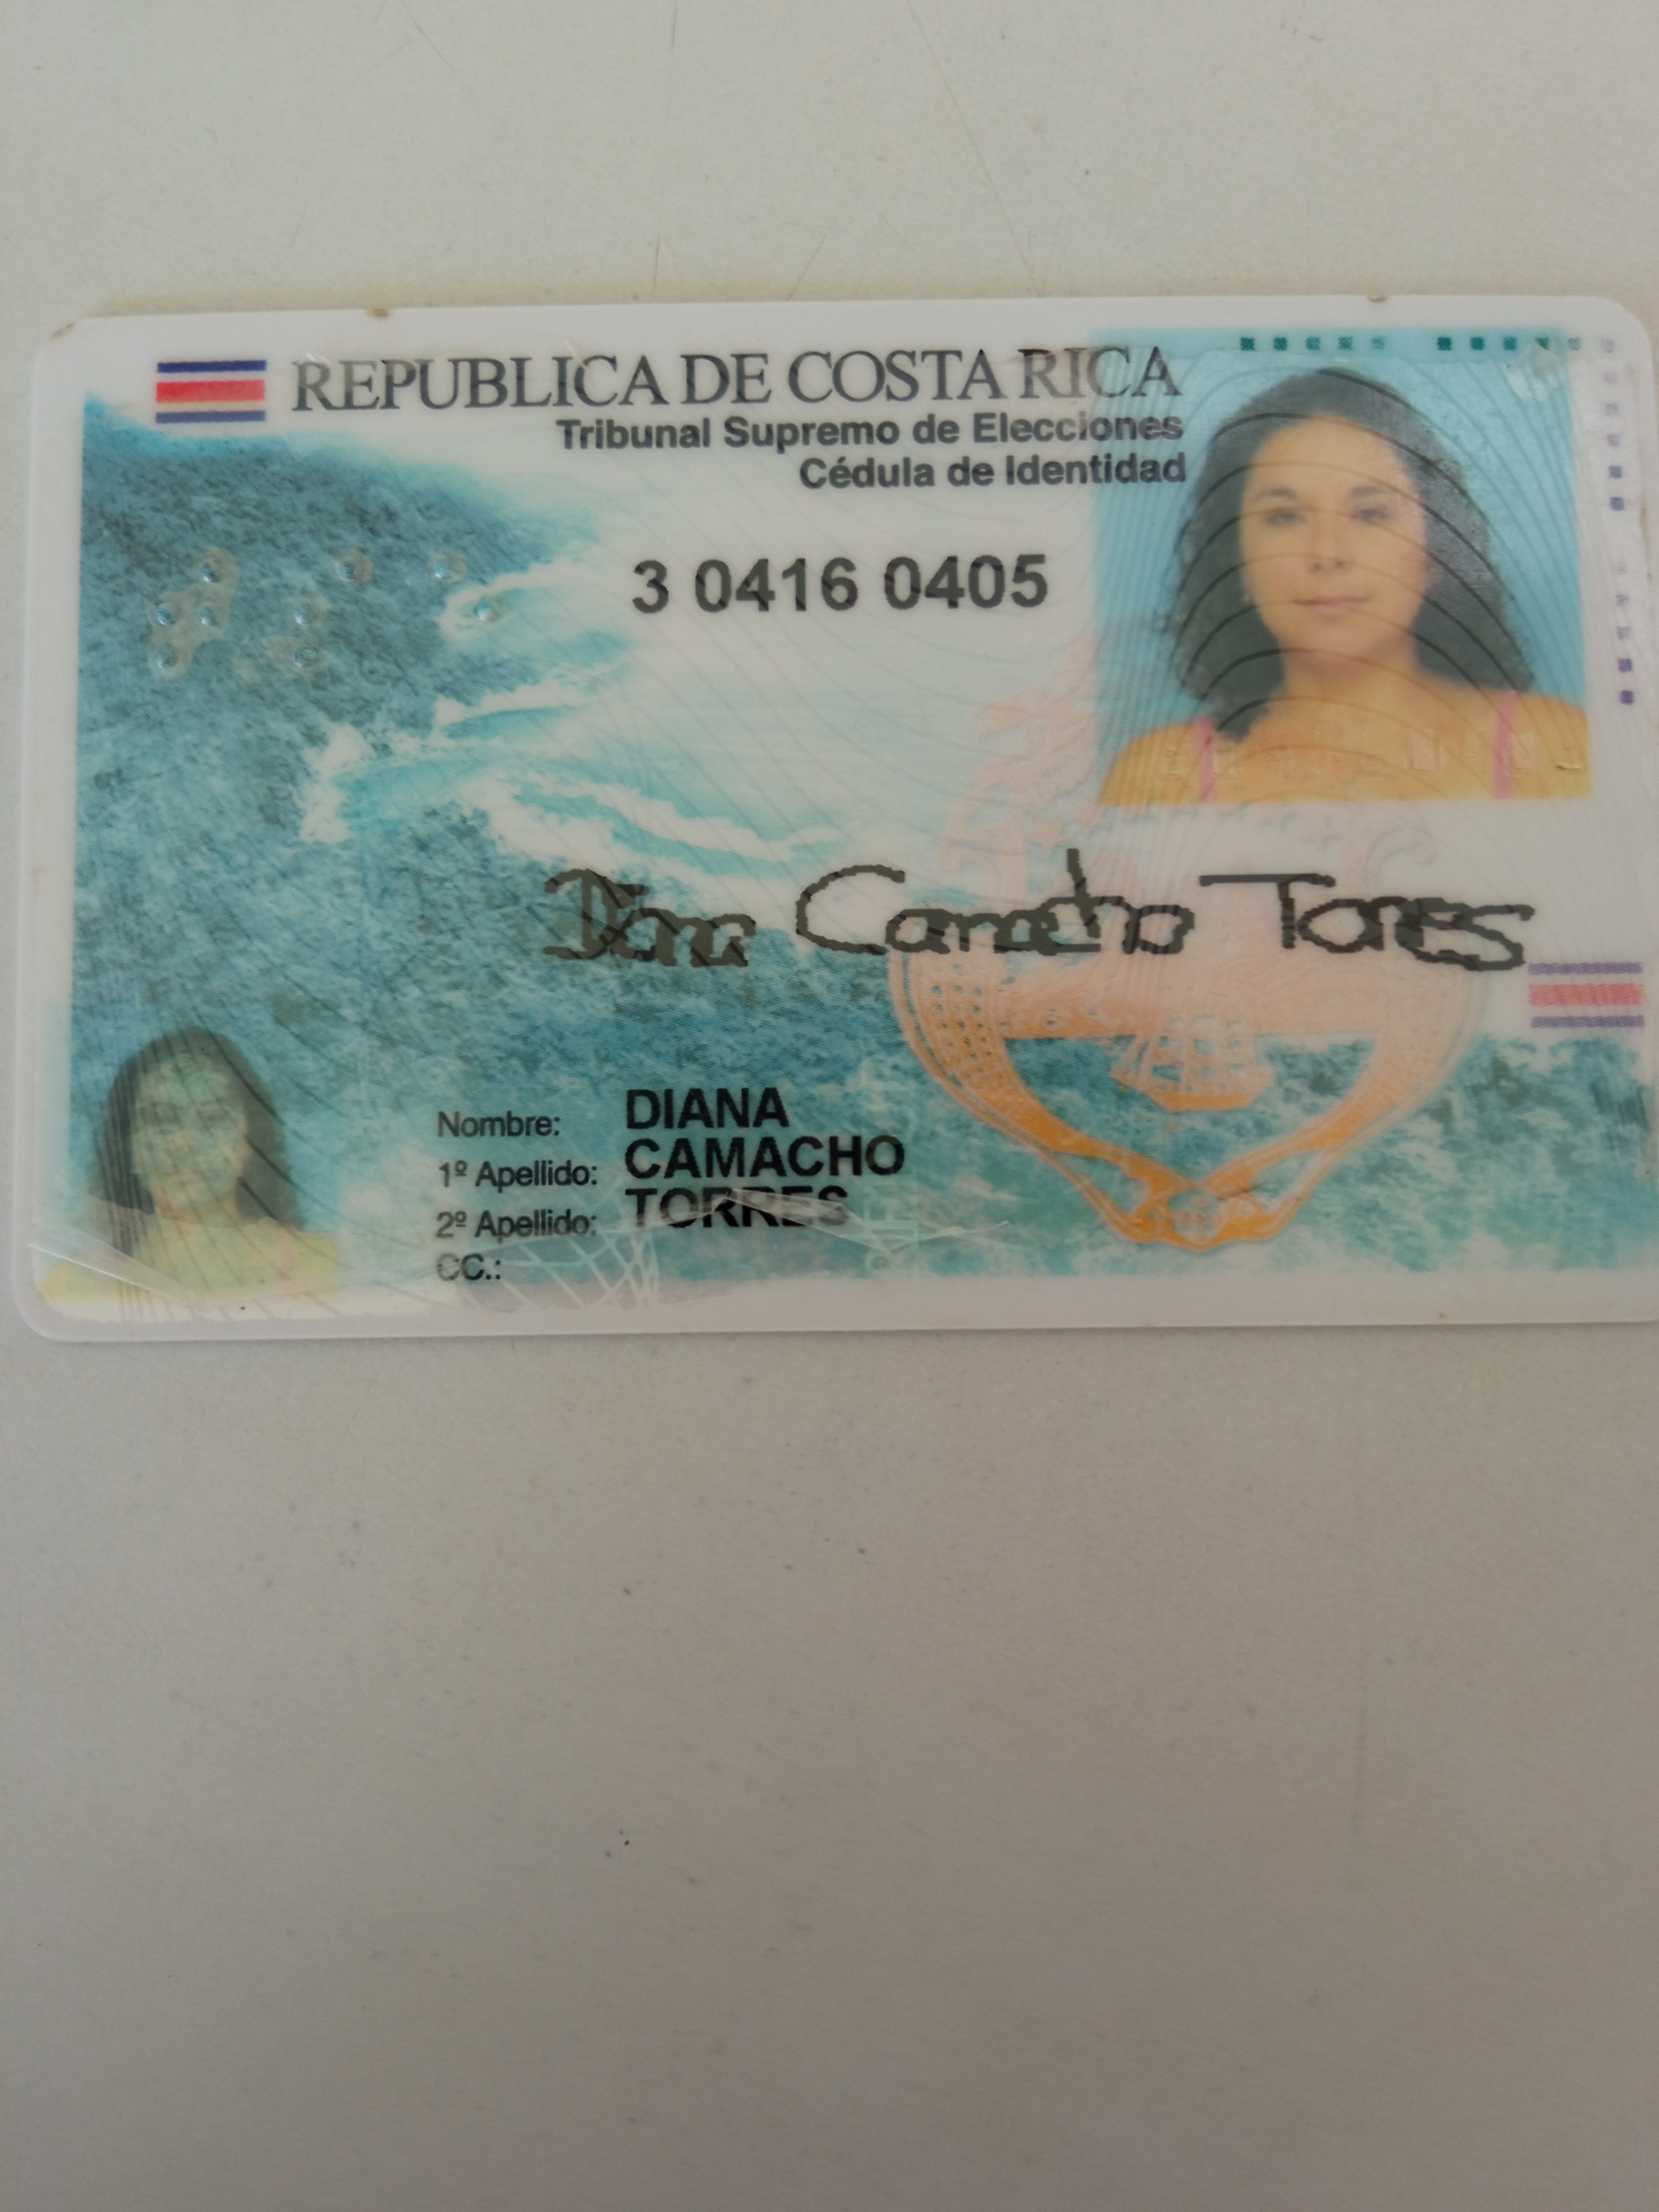 REPUBLICA DE COSTA RICA
Tribunal Supremo de Elecciones
Cédula de Identidad
3 0416 0405
Diana Camacho Torres
Nombre: DIANA
1º Apellido: CAMACHO
2º Apellido: TORRES
CC.: